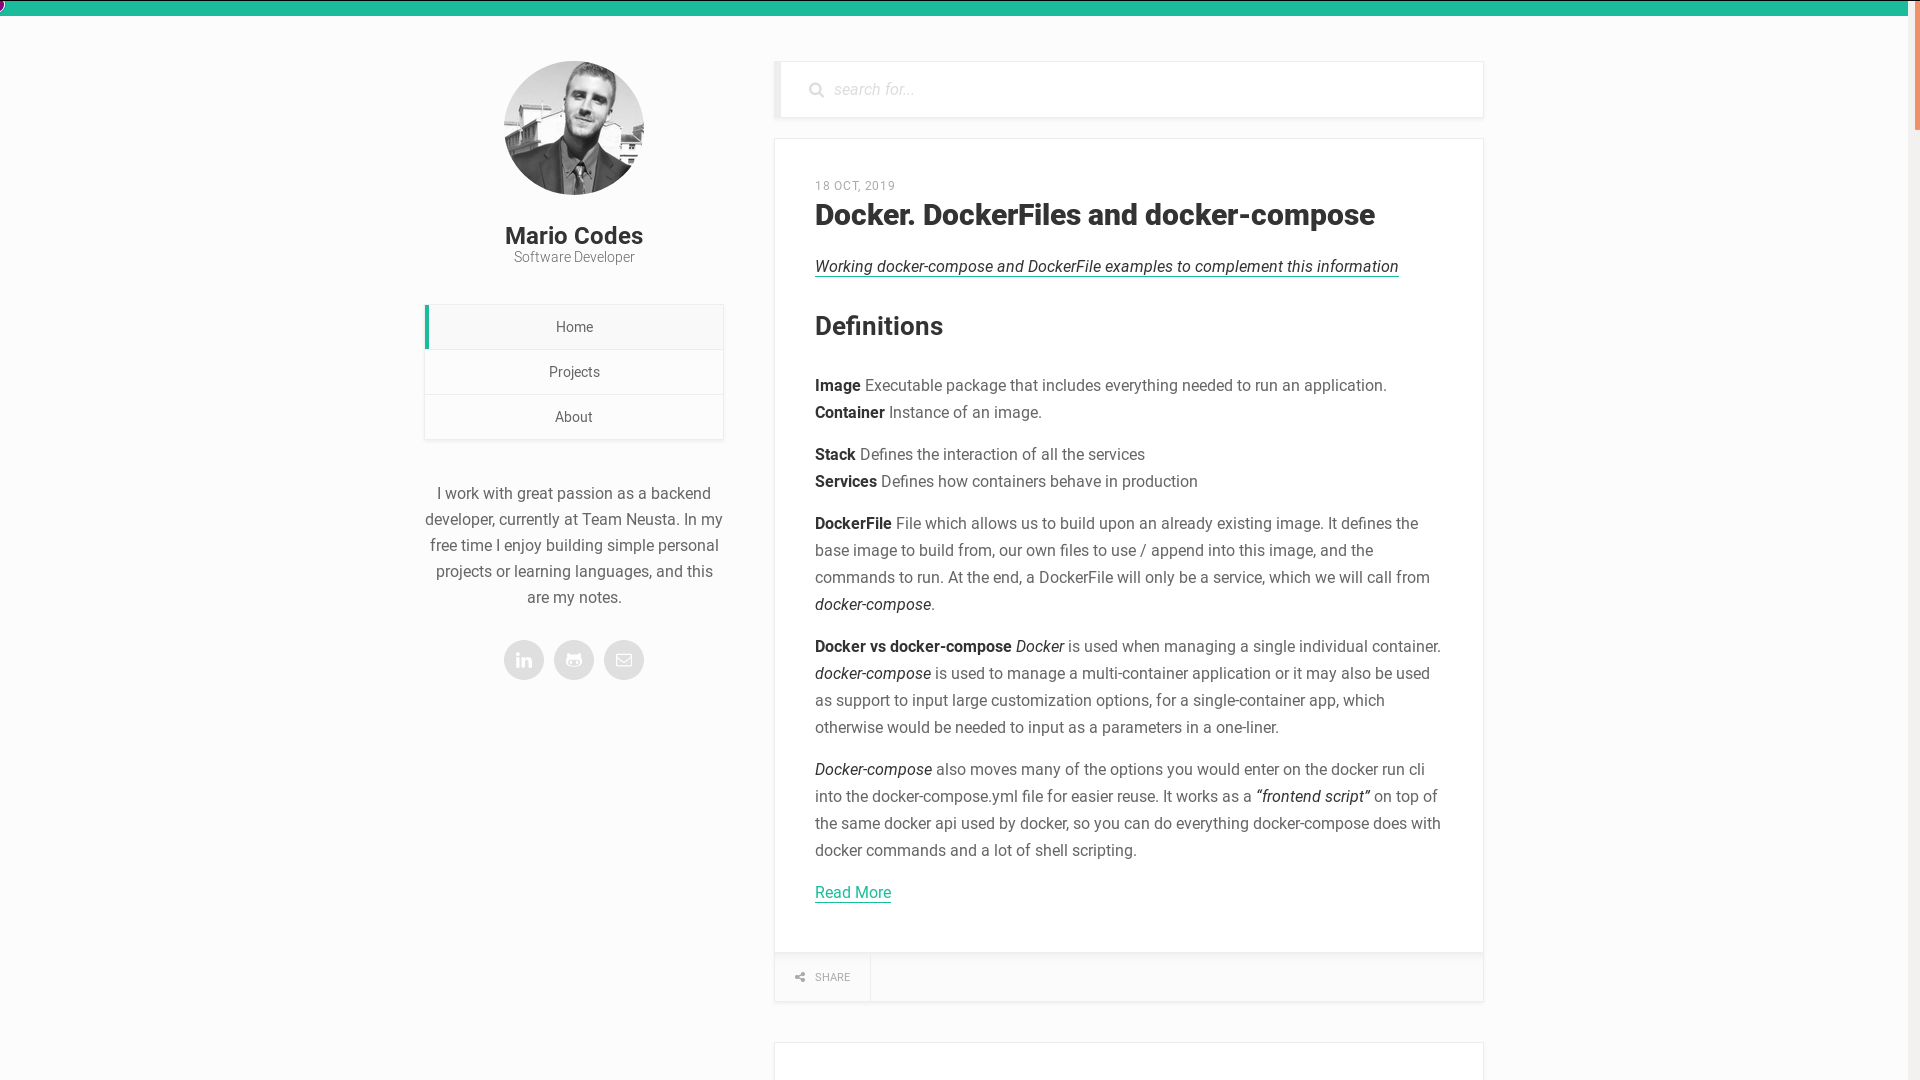 Mario Codes
Software Developer
Home
Projects
About
I work with great passion as a backend
developer, currently at Team Neusta. In my
free time I enjoy building simple personal
projects or learning languages, and this
are my notes.
search for...
18 OCT, 2019
Docker. DockerFiles and docker-compose
Working docker-compose and DockerFile examples to complement this information
Definitions
Image Executable package that includes everything needed to run an application.
Container Instance of an image.
Stack Defines the interaction of all the services
Services Defines how containers behave in production
DockerFile File which allows us to build upon an already existing image. It defines the
base image to build from, our own files to use / append into this image, and the
commands to run. At the end, a DockerFile will only be a service, which we will call from
docker-compose.
Docker vs docker-compose Docker is used when managing a single individual container.
docker-compose is used to manage a multi-container application or it may also be used
as support to input large customization options, for a single-container app, which
otherwise would be needed to input as a parameters in a one-liner.
Docker-compose also moves many of the options you would enter on the docker run cli
into the docker-compose.yml file for easier reuse. It works as a “frontend script” on top of
the same docker api used by docker, so you can do everything docker-compose does with
docker commands and a lot of shell scripting.
Read More
SHARE